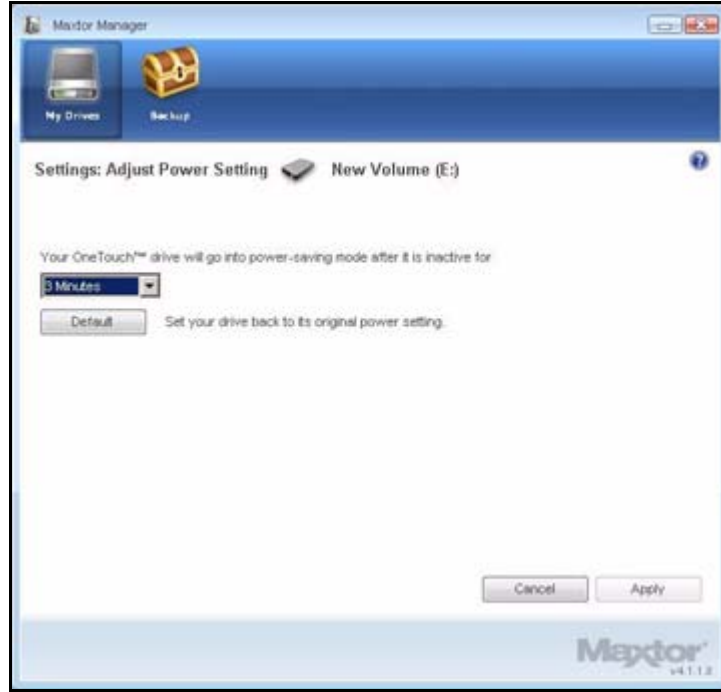 Maxtor Manager
My Drives
Backup
Settings: Adjust Power Setting New Volume (E:)
Your OneTouch™ drive will go into power-saving mode after it is inactive for
3 Minutes
Default Set your drive back to its original power setting.
Cancel Apply
Maxtor